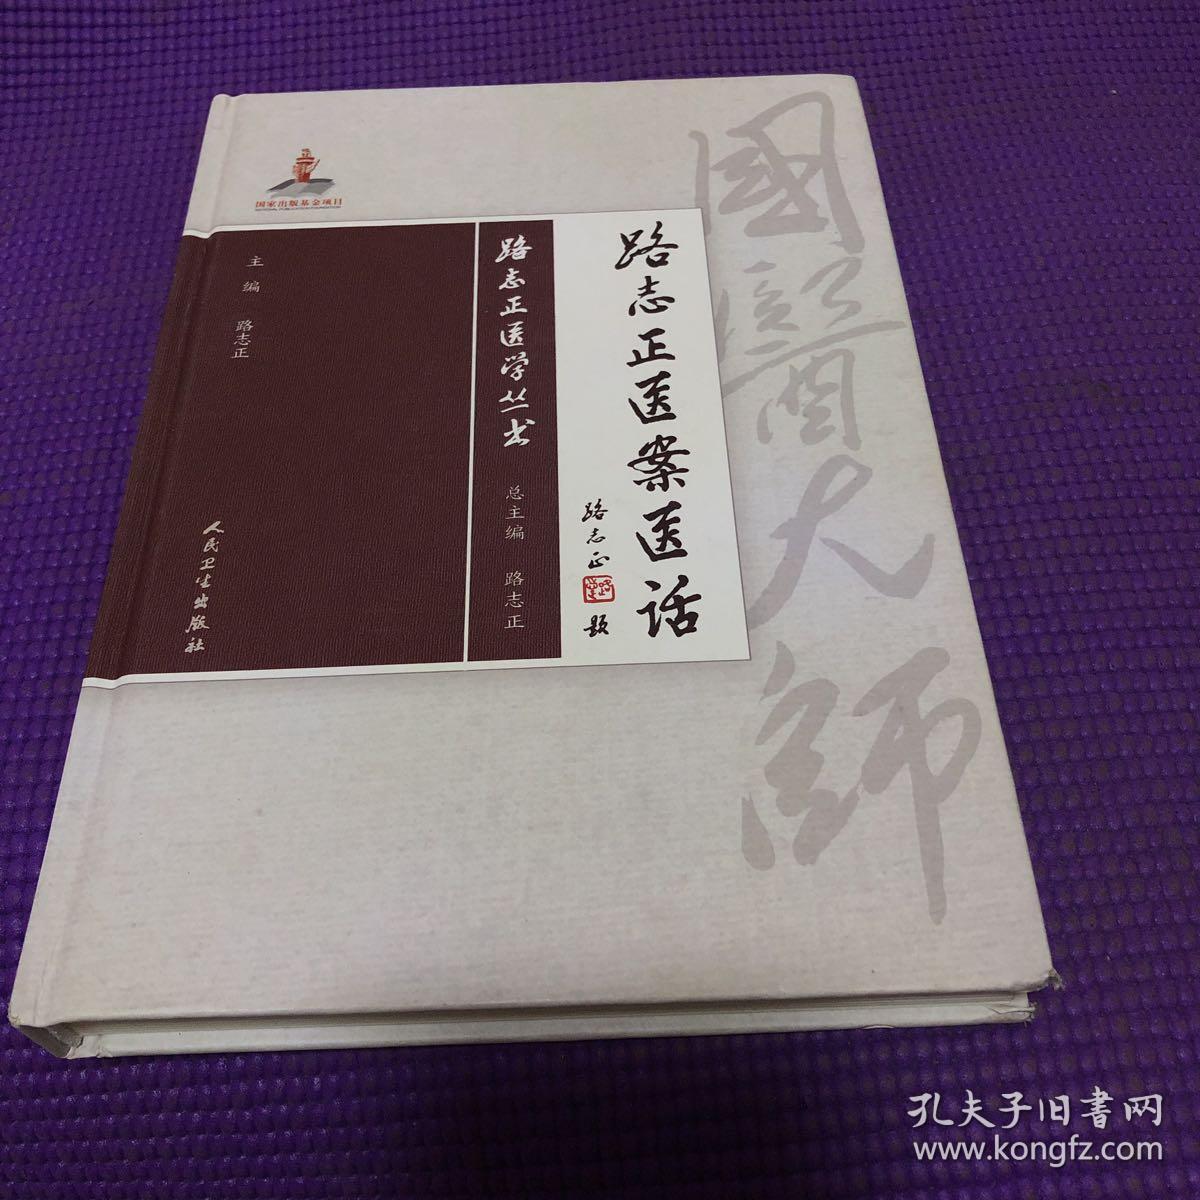 國醫大師
国家出版基金项目
NATIONAL PUBLICATION FOUNDATION
路志正医案医话
路志正
题
路志正医学丛书
总主编 路志正
主编 路志正
人民卫生出版社
孔夫子旧書网
www.kongfz.com